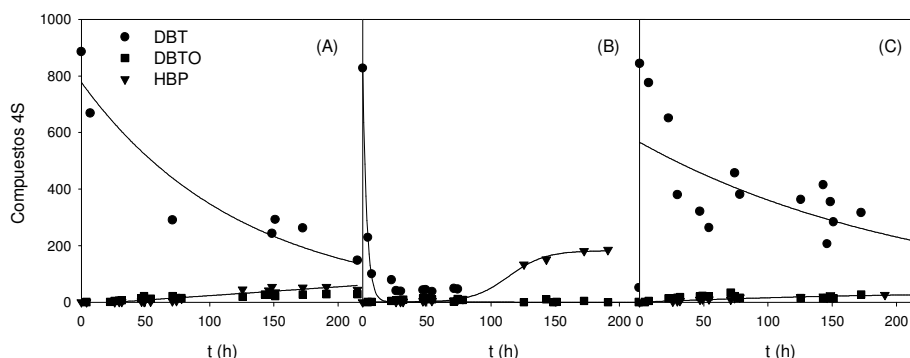 1000
800
600
400
200
0
Compuestos 4S
DBT
DBTO
HBP
(A)
(B)
(C)
0 50 100 150 200 0 50 100 150 200 0 50 100 150 200
t (h) t (h) t (h)